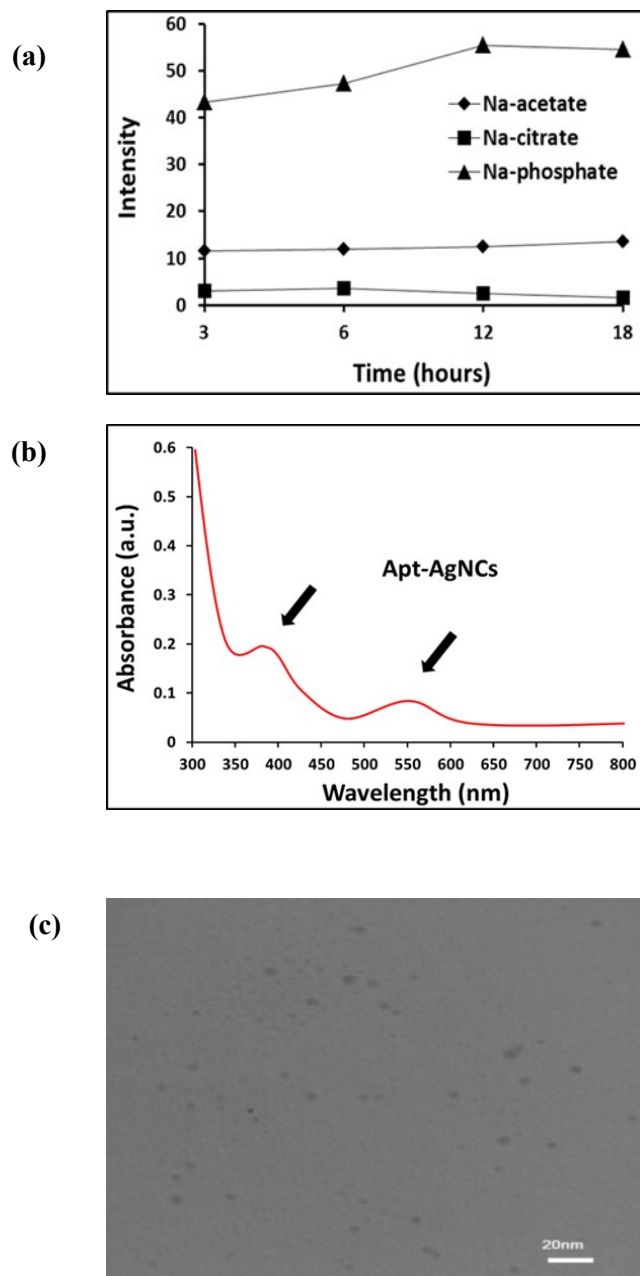 (a)
60
50
40
30
20
10
0
Intensity
Na-acetate
Na-citrate
Na-phosphate
3 6 12 18
Time (hours)
(b)
0.6
0.5
0.4
0.3
0.2
0.1
0
Absorbance (a.u.)
Apt-AgNCs
300 350 400 450 500 550 600 650 700 750 800
Wavelength (nm)
(c)
20nm